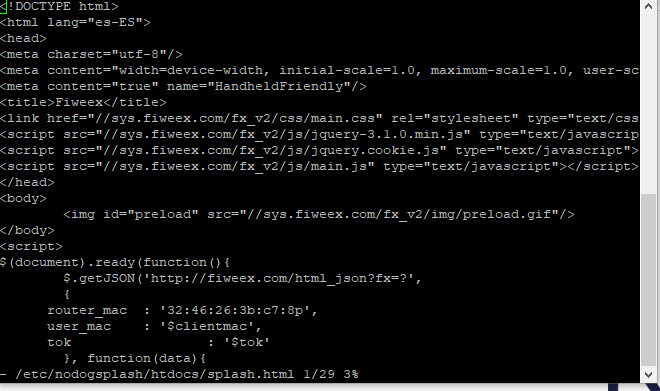 <!DOCTYPE html>
<html lang="es-ES">
<head>
<meta charset="utf-8"/>
<meta content="width=device-width, initial-scale=1.0, maximum-scale=1.0, user-sc
<meta content="true" name="HandheldFriendly"/>
<title>Fiweex</title>
<link href="//sys.fiweex.com/fx_v2/css/main.css" rel="stylesheet" type="text/css
<script src="//sys.fiweex.com/fx_v2/js/jquery-3.1.0.min.js" type="text/javascrip
<script src="//sys.fiweex.com/fx_v2/js/jquery.cookie.js" type="text/javascript">
<script src="//sys.fiweex.com/fx_v2/js/main.js" type="text/javascript"></script>
</head>
<body>
        <img id="preload" src="//sys.fiweex.com/fx_v2/img/preload.gif"/>
</body>
<script>
$(document).ready(function(){
        $.getJSON('http://fiweex.com/html_json?fx=?',
        {
      router_mac  : '32:46:26:3b:c7:8p',
      user_mac    : '$clientmac',
      tok                 : '$tok'
        }, function(data){
- /etc/nodogsplash/htdocs/splash.html 1/29 3%